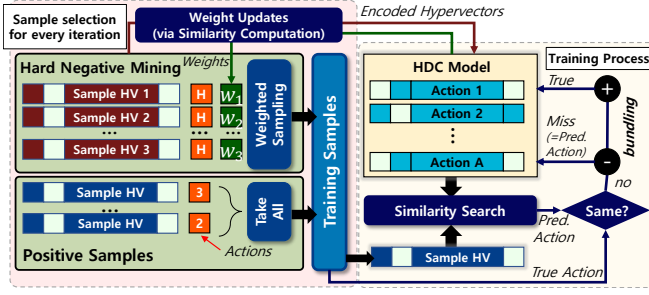 Sample selection
for every iteration
Weight Updates
(via Similarity Computation)
Encoded Hypervectors
Hard Negative Mining
Weights
Sample HV 1
H
w1
Sample HV 2
H
w2
...
...
Sample HV 3
H
w3
Weighted
Sampling
Sample HV
3
...
Sample HV
2
Take
All
Actions
Positive Samples
Training Samples
HDC Model
Action 1
Action 2
...
Action A
Similarity Search
Sample HV
Training Process
True
+
Miss
(=Pred.
Action)
-
bundling
no
Same?
Pred.
Action
True Action